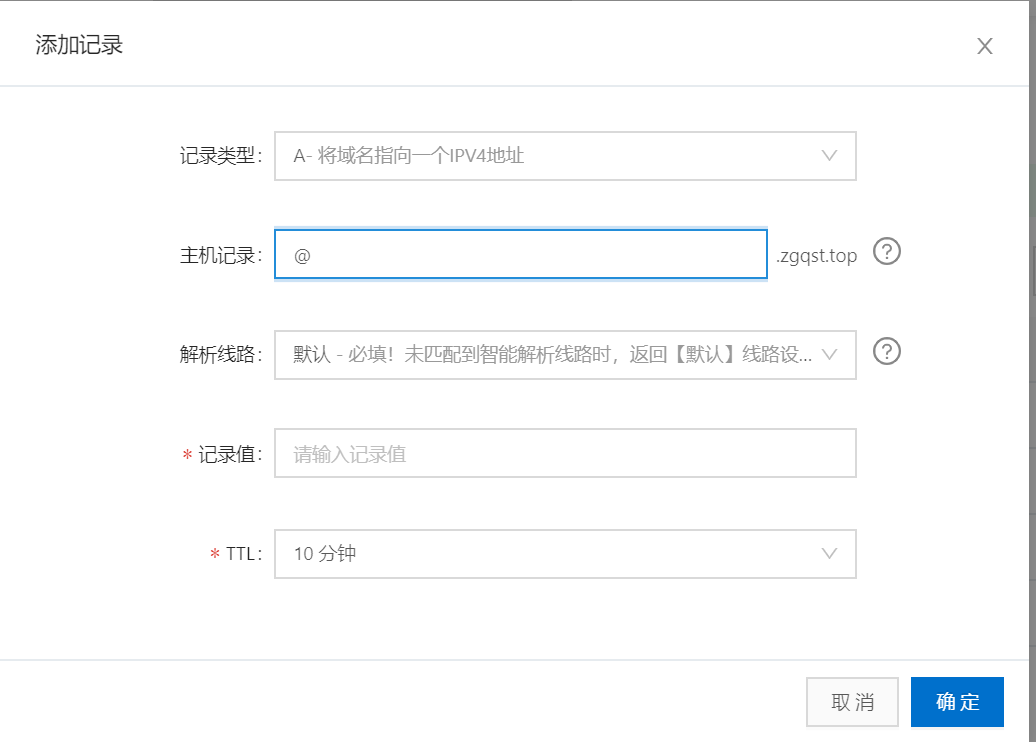 添加记录
记录类型: A- 将域名指向一个IPV4地址
主机记录: @ .zgqst.top
解析线路: 默认 - 必填！未匹配到智能解析线路时，返回【默认】线路设...
* 记录值: 请输入记录值
* TTL: 10 分钟
取 消 确 定